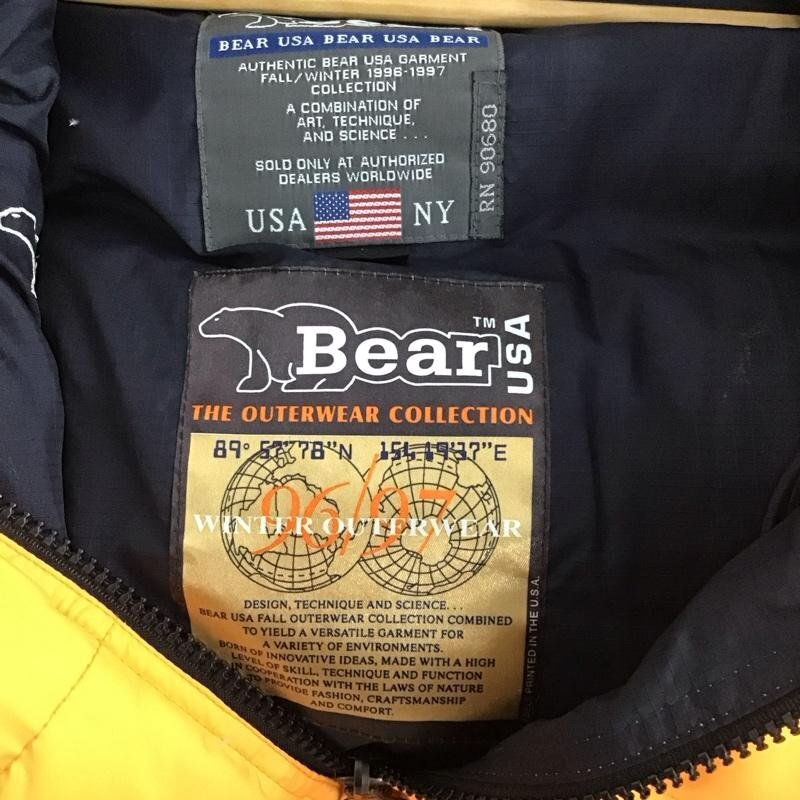 BEAR USA BEAR USA BEAR
AUTHENTIC BEAR USA GARMENT
FALL/WINTER 1996-1997
COLLECTION
A COMBINATION OF
ART, TECHNIQUE,
AND SCIENCE . . .
SOLD ONLY AT AUTHORIZED
DEALERS WORLDWIDE
USA NY
RN 90680
Bear TM
USA
THE OUTERWEAR COLLECTION
89° 57' 78"N 154 19'37"E
96/97
WINTER OUTERWEAR
DESIGN, TECHNIQUE AND SCIENCE...
BEAR USA FALL OUTERWEAR COLLECTION COMBINED
TO YIELD A VERSATILE GARMENT FOR
A VARIETY OF ENVIRONMENTS.
BORN OF INNOVATIVE IDEAS, MADE WITH A HIGH
LEVEL OF SKILL, TECHNIQUE AND FUNCTION
IN COOPERATION WITH THE LAWS OF NATURE
TO PROVIDE FASHION, CRAFTSMANSHIP
AND COMFORT.
PRINTED IN THE U.S.A.